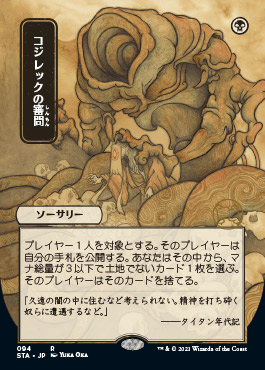 コジレックの審問
しんもん
ソーサリー
プレイヤー1人を対象とする。そのプレイヤーは
自分の手札を公開する。あなたはその中から、マ
ナ総量が3以下で土地でないカード1枚を選ぶ。
そのプレイヤーはそのカードを捨てる。
「久遠の闇の中に住むなど考えられない。精神を打ち砕く
奴らに遭遇するなど。」
――タイタン年代記
094 R
STA • JP YUKA OKA
™ & © 2021 Wizards of the Coast